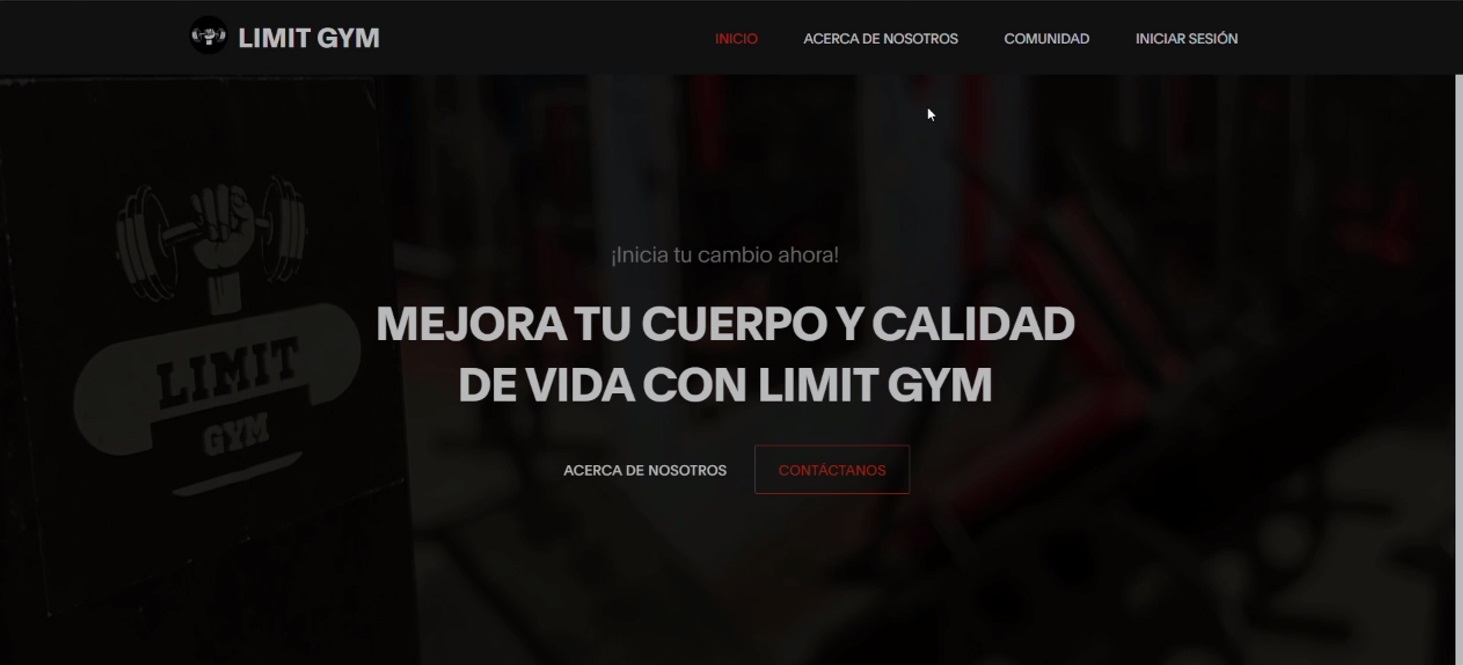 LIMIT GYM
INICIO
ACERCA DE NOSOTROS
COMUNIDAD
INICIAR SESIÓN
¡Inicia tu cambio ahora!
MEJORA TU CUERPO Y CALIDAD
DE VIDA CON LIMIT GYM
ACERCA DE NOSOTROS
CONTÁCTANOS
LIMIT
GYM